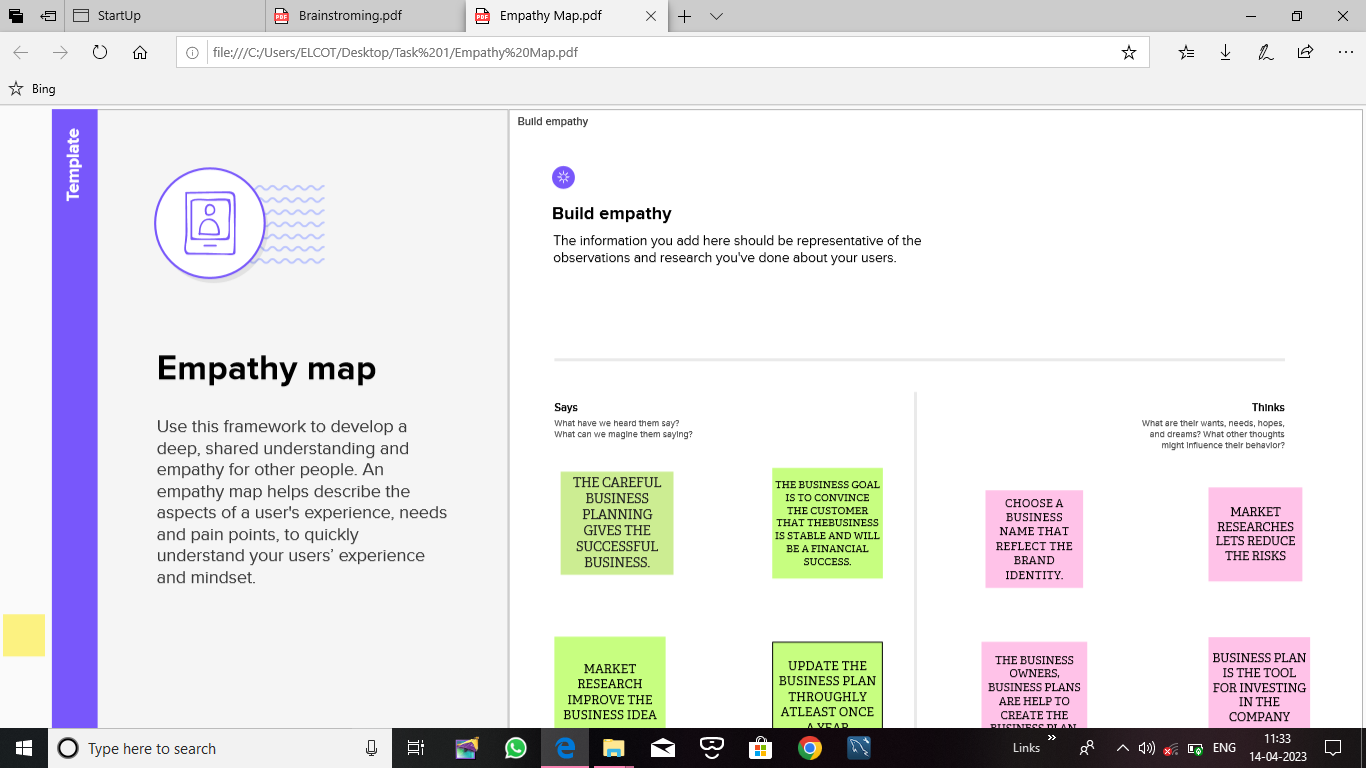 StartUp
Brainstroming.pdf
Empathy Map.pdf
file:///C:/Users/ELCOT/Desktop/Task%201/Empathy%20Map.pdf
Bing
Template
Empathy map
Use this framework to develop a
deep, shared understanding and
empathy for other people. An
empathy map helps describe the
aspects of a user's experience, needs
and pain points, to quickly
understand your users' experience
and mindset.
Build empathy
Build empathy
The information you add here should be representative of the
observations and research you've done about your users.
Says
What have we heard them say?
What can we magine them saying?
Thinks
What are their wants, needs, hopes,
and dreams? What other thoughts
might influence their behavior?
THE CAREFUL
BUSINESS
PLANNING
GIVES THE
SUCCESSFUL
BUSINESS.
THE BUSINESS GOAL
IS TO CONVINCE
THE CUSTOMER
THAT THEBUSINESS
IS STABLE AND WILL
BE A FINANCIAL
SUCCESS.
CHOOSE A
BUSINESS
NAME THAT
REFLECT THE
BRAND
IDENTITY.
MARKET
RESEARCHES
LETS REDUCE
THE RISKS
MARKET
RESEARCH
IMPROVE THE
BUSINESS IDEA
UPDATE THE
BUSINESS PLAN
THROUGHLY
ATLEAST ONCE
A YEAR
THE BUSINESS
OWNERS,
BUSINESS PLANS
ARE HELP TO
CREATE THE
BUSINESS PLAN
BUSINESS PLAN
IS THE TOOL
FOR INVESTING
IN THE
COMPANY
Type here to search
Links
ENG
11:33
14-04-2023